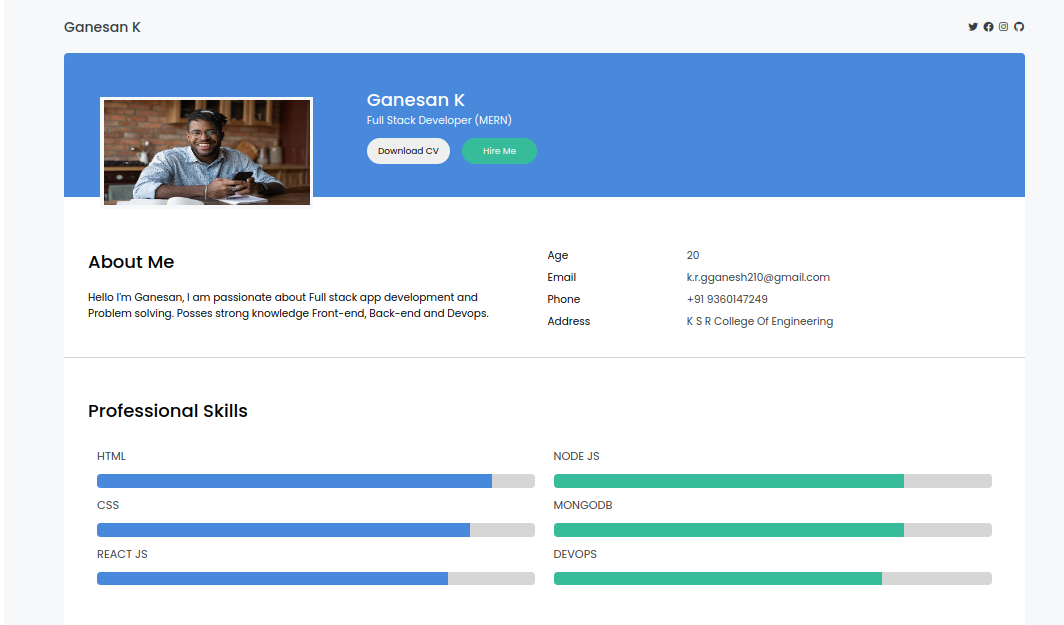 Ganesan K
Ganesan K
Full Stack Developer (MERN)
Download CV
Hire Me
About Me
Hello I'm Ganesan, I am passionate about Full stack app development and
Problem solving. Posses strong knowledge Front-end, Back-end and Devops.
Age 20
Email k.r.gganesh210@gmail.com
Phone +91 9360147249
Address K S R College Of Engineering
Professional Skills
HTML
CSS
REACT JS
NODE JS
MONGODB
DEVOPS